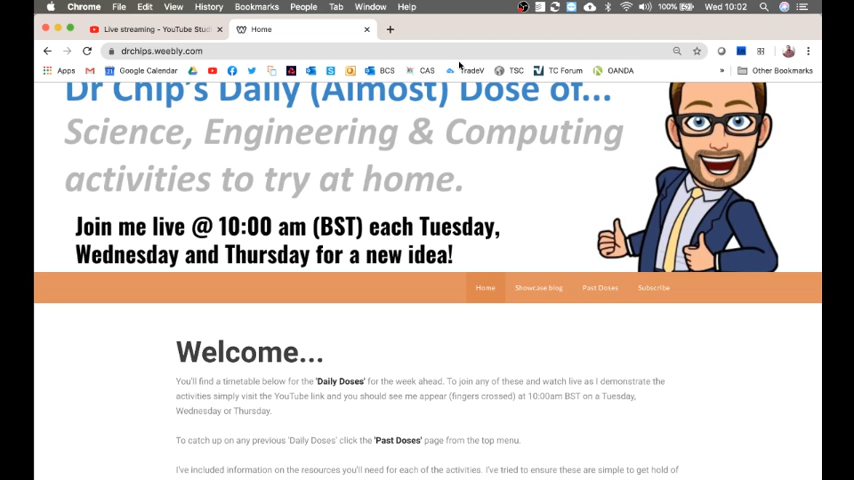 Chrome File Edit View History Bookmarks People Tab Window Help 100% Wed 10:02
Live streaming - YouTube Stud Home
drchips.weebly.com
Apps Google Calendar BCS CAS TradeV TSC TC Forum OANDA » Other Bookmarks
Dr Chip's Daily (Almost) Dose of...
Science, Engineering & Computing
activities to try at home.
Join me live @ 10:00 am (BST) each Tuesday,
Wednesday and Thursday for a new idea!
Home Showcase blog Past Doses Subscribe
Welcome...
You'll find a timetable below for the 'Daily Doses' for the week ahead. To join any of these and watch live as I demonstrate the
activities simply visit the YouTube link and you should see me appear (fingers crossed) at 10:00am BST on a Tuesday,
Wednesday or Thursday.
To catch up on any previous 'Daily Doses' click the 'Past Doses' page from the top menu.
I've included information on the resources you'll need for each of the activities. I've tried to ensure these are simple to get hold of